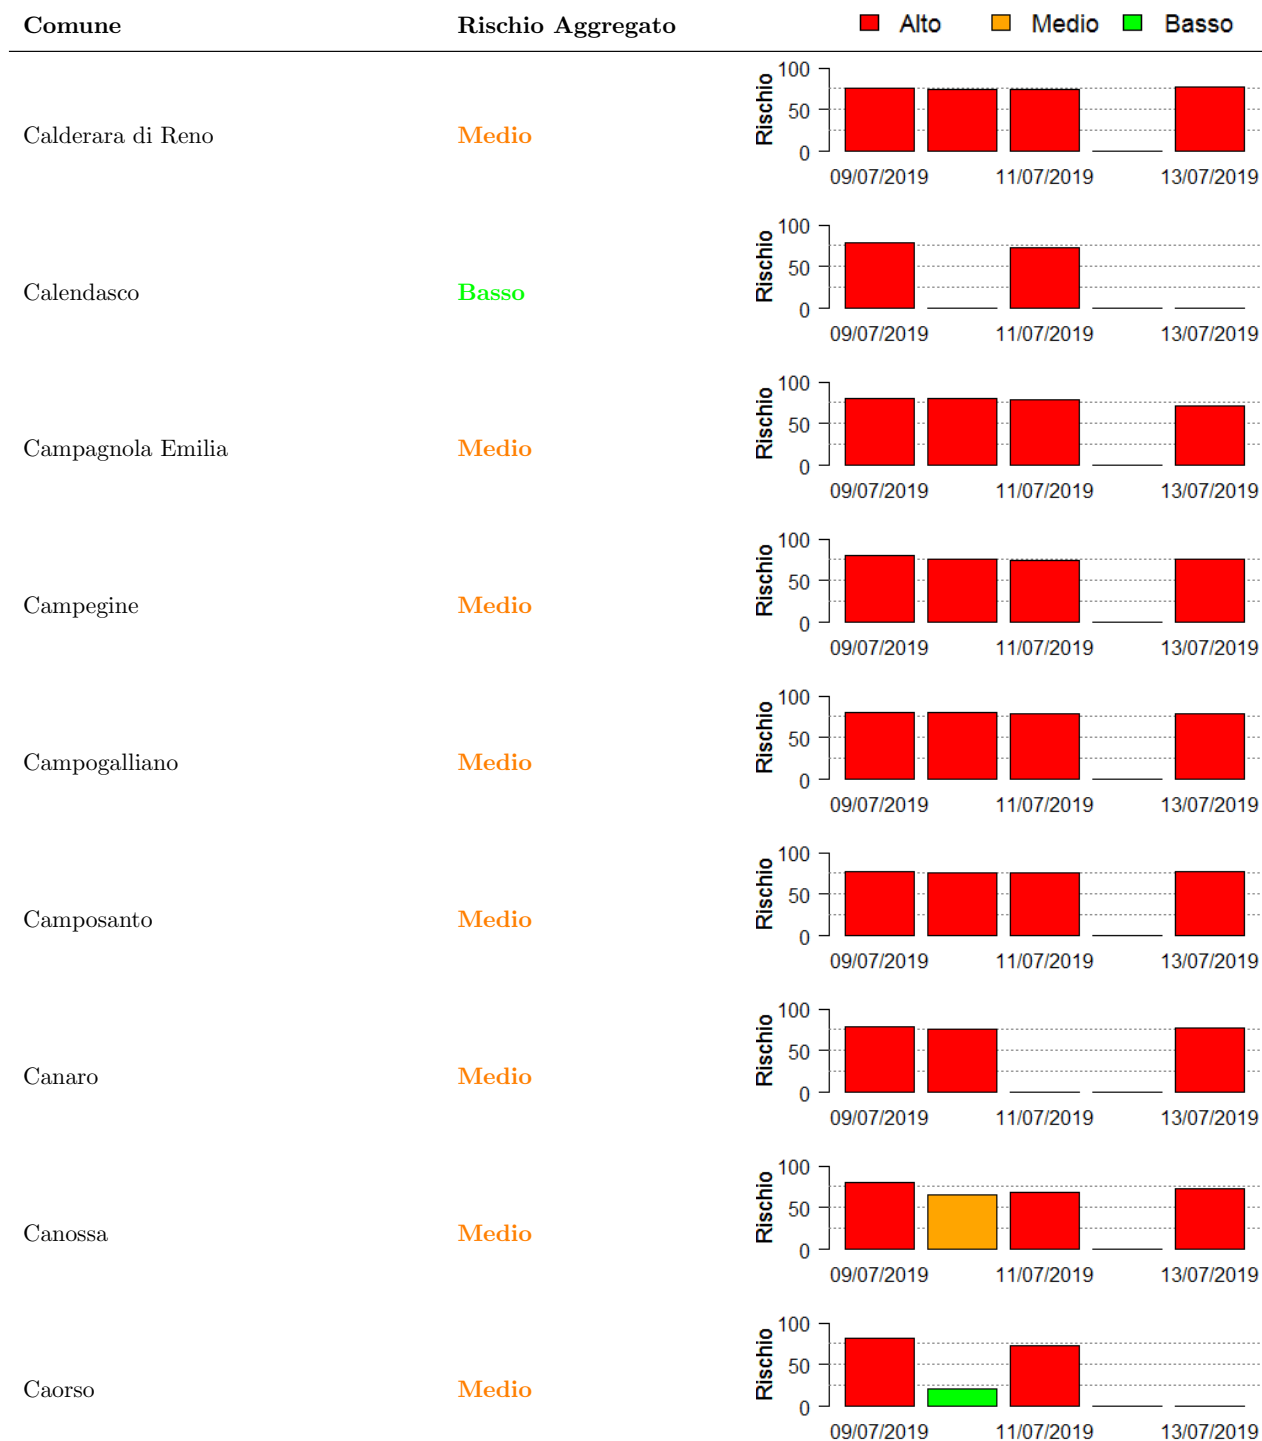 Comune Rischio Aggregato Alto Medio Basso
Calderara di Reno Medio Rischio 100 50 0
09/07/2019 11/07/2019 13/07/2019
Calendasco Basso Rischio 100 50 0
09/07/2019 11/07/2019 13/07/2019
Campagnola Emilia Medio Rischio 100 50 0
09/07/2019 11/07/2019 13/07/2019
Campegine Medio Rischio 100 50 0
09/07/2019 11/07/2019 13/07/2019
Campogalliano Medio Rischio 100 50 0
09/07/2019 11/07/2019 13/07/2019
Camposanto Medio Rischio 100 50 0
09/07/2019 11/07/2019 13/07/2019
Canaro Medio Rischio 100 50 0
09/07/2019 11/07/2019 13/07/2019
Canossa Medio Rischio 100 50 0
09/07/2019 11/07/2019 13/07/2019
Caorso Medio Rischio 100 50 0
09/07/2019 11/07/2019 13/07/2019